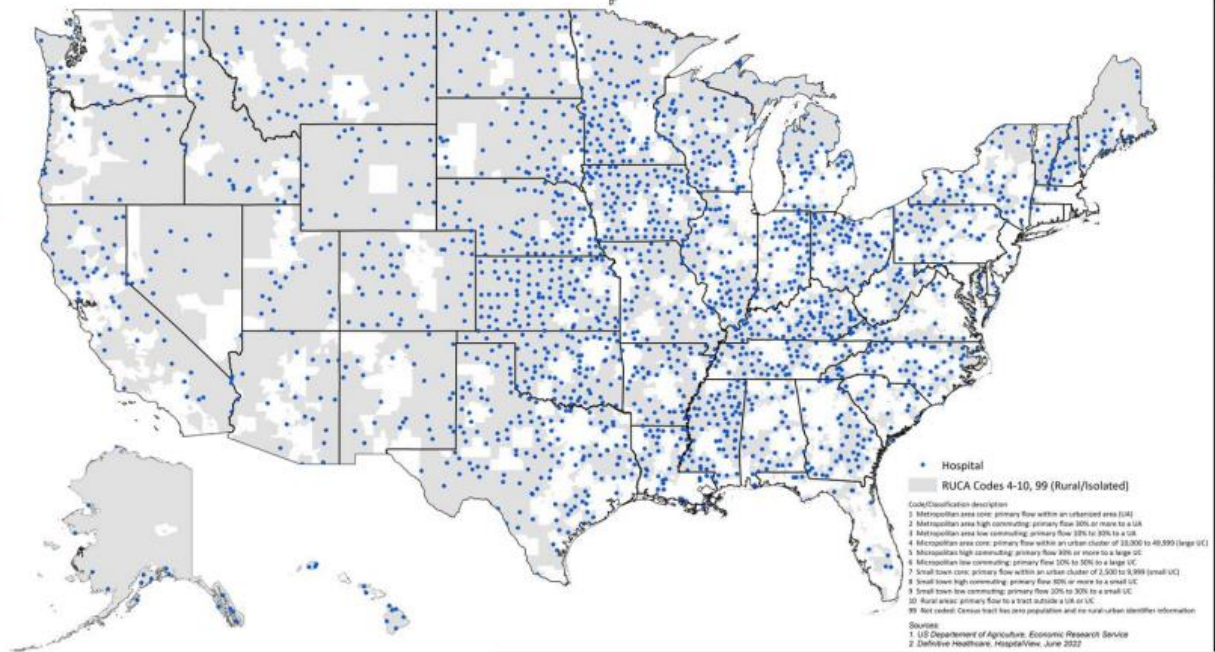 Hospital
RUCA Codes 4-10, 99 (Rural/Isolated)
Code/Classification description
1 Metropolitan area core: primary flow within an urbanized area (UA)
2 Metropolitan area high commuting: primary flow 30% or more to a UA
3 Metropolitan area low commuting: primary flow 10% to 30% to a UA
4 Micropolitan area core: primary flow within an urban cluster of 10,000 to 49,999 (large UC)
5 Micropolitan high commuting: primary flow 30% or more to a large UC
6 Micropolitan low commuting: primary flow 10% to 30% to a large UC
7 Small town core: primary flow within an urban cluster of 2,500 to 9,999 (small UC)
8 Small town high commuting: primary flow 30% or more to a small UC
9 Small town low commuting: primary flow 10% to 30% to a small UC
10 Rural areas: primary flow to a tract outside a UA or UC
99 Not coded: Census tract has zero population and no rural-urban identifier information
Sources:
1. US Departement of Agriculture, Economic Research Service
2. Definitive Healthcare, HospitalView, June 2022